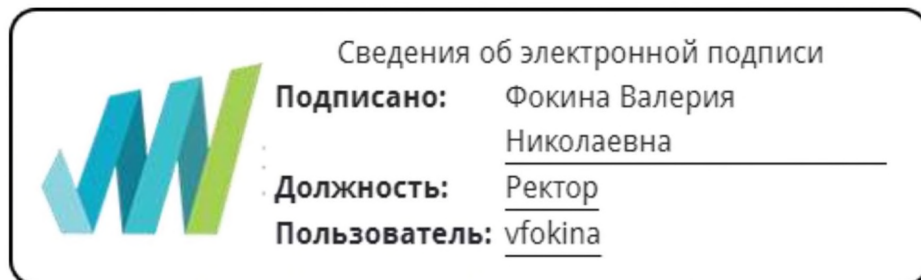 Сведения об электронной подписи
Подписано: Фокина Валерия
Николаевна
Должность: Ректор
Пользователь: vfokina